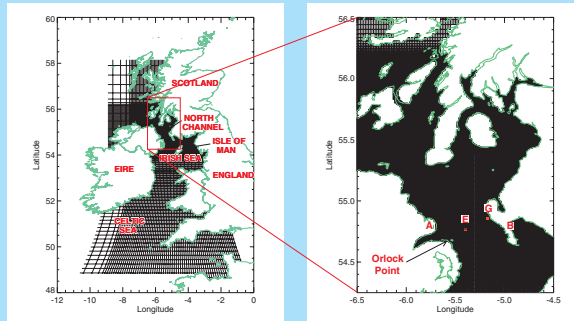 60
58
56
54
52
50
48
Latitude
-12
-10
-8
-6
-4
-2
0
Longitude
SCOTLAND
NORTH
CHANNEL
ISLE OF
MAN
IRISH SEA
EIRE
ENGLAND
CELTIC
SEA
56.5
56.0
55.5
55.0
54.5
Latitude
-6.5
-6.0
-5.5
-5.0
-4.5
Longitude
G
E
A
B
Orlock
Point